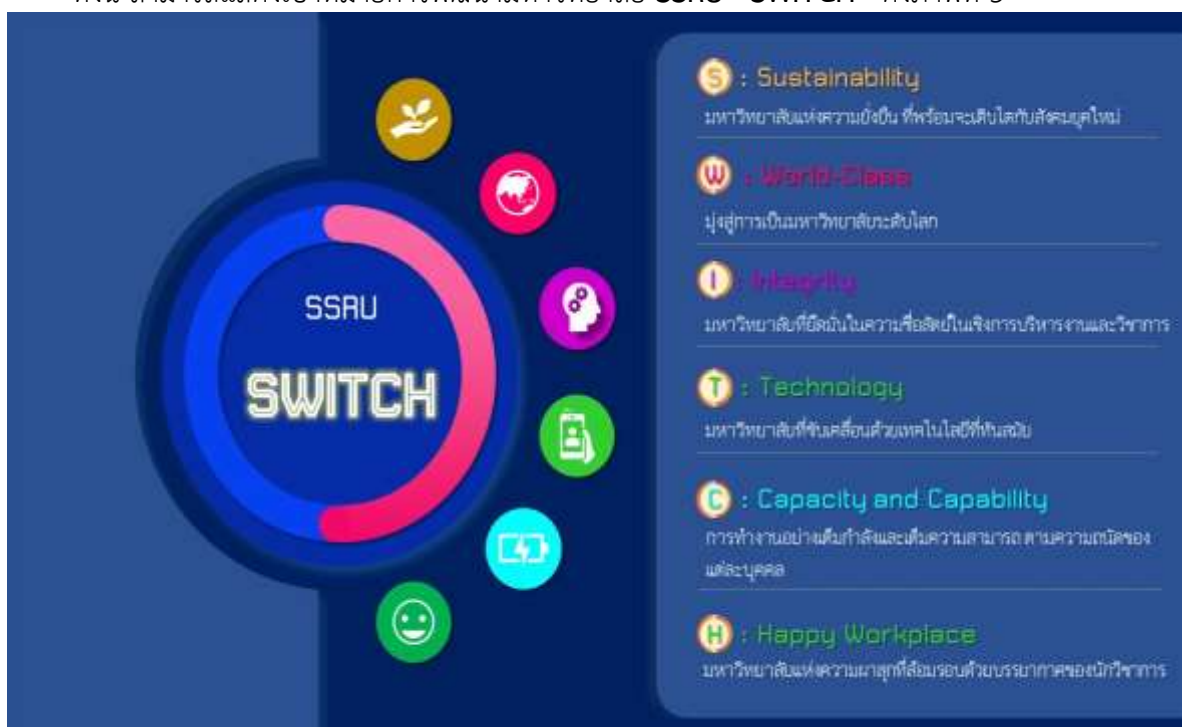 SSRU
SWITCH
S : Sustainability
มหาวิทยาลัยแห่งความยั่งยืน ที่พร้อมจะเติบโตกับสังคมยุคใหม่
W : World-Class
มุ่งสู่การเป็นมหาวิทยาลัยระดับโลก
I : Integrity
มหาวิทยาลัยที่ยึดมั่นในความซื่อสัตย์ในเชิงการบริหารงานและวิชาการ
T : Technology
มหาวิทยาลัยที่ขับเคลื่อนด้วยเทคโนโลยีที่ทันสมัย
C : Capacity and Capability
การทำงานอย่างเต็มกำลังและเต็มความสามารถ ตามความถนัดของ
แต่ละบุคคล
H : Happy Workplace
มหาวิทยาลัยแห่งความผาสุกที่ล้อมรอบด้วยบรรยากาศของนักวิชาการ